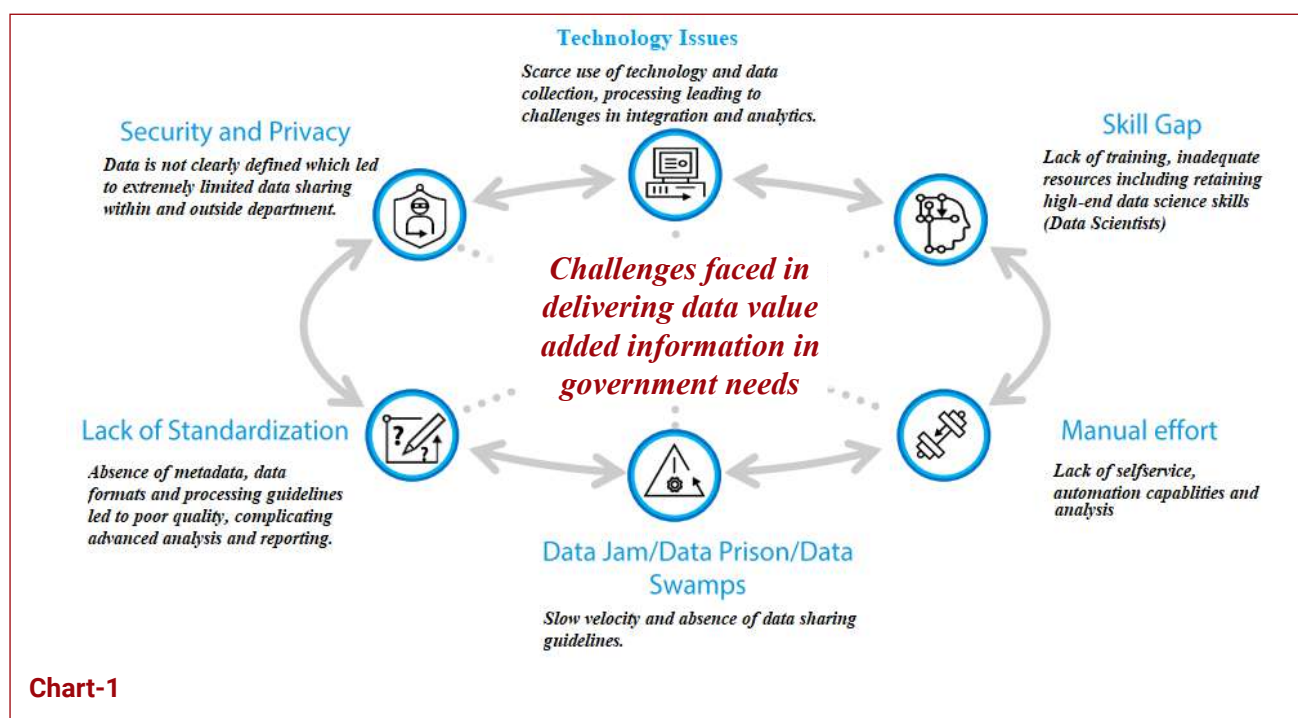 Technology Issues
Scarce use of technology and data
collection, processing leading to
challenges in integration and analytics.
Security and Privacy
Data is not clearly defined which led
to extremely limited data sharing
within and outside department.
Skill Gap
Lack of training, inadequate
resources including retaining
high-end data science skills
(Data Scientists)
Challenges faced in
delivering data value
added information in
government needs
Lack of Standardization
Absence of metadata, data
formats and processing guidelines
led to poor quality, complicating
advanced analysis and reporting.
? ?
Manual effort
Lack of selfservice,
automation capablities and
analysis
Data Jam/Data Prison/Data
Swamps
Slow velocity and absence of data sharing
guidelines.
Chart-1